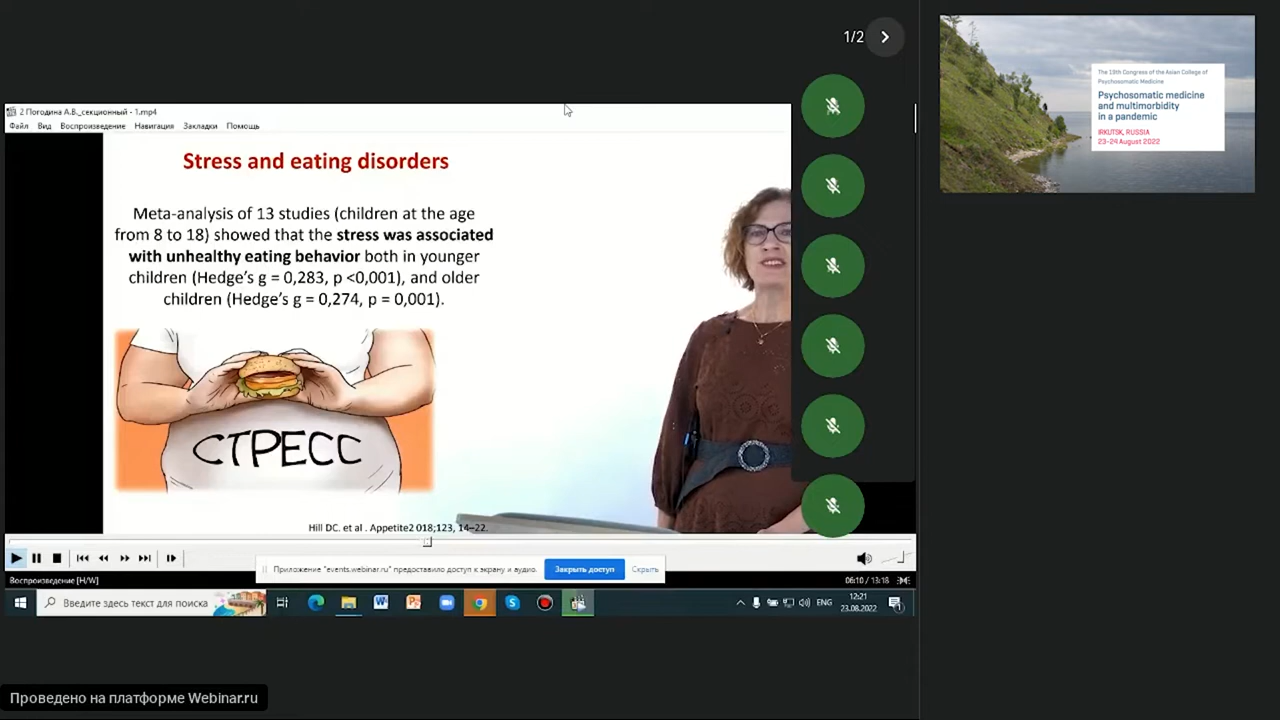 1/2
2 Погодина А.В._секционный - 1.mp4
Файл Вид Воспроизведение Навигация Закладки Помощь
Stress and eating disorders
Meta-analysis of 13 studies (children at the age
from 8 to 18) showed that the stress was associated
with unhealthy eating behavior both in younger
children (Hedge’s g = 0,283, p <0,001), and older
children (Hedge’s g = 0,274, p = 0,001).
СТРЕСС
Hill DC. et al . Appetite2 018;123, 14–22.
Приложение "events.webinar.ru" предоставило доступ к экрану и аудио.
Закрыть доступ
Скрыть
Воспроизведение [H/W]
06:10 / 13:18
Введите здесь текст для поиска
ENG
12:21
23.08.2022
1
The 19th Congress of the Asian College of
Psychosomatic Medicine
Psychosomatic medicine
and multimorbidity
in a pandemic
IRKUTSK, RUSSIA
23-24 August 2022
Проведено на платформе Webinar.ru